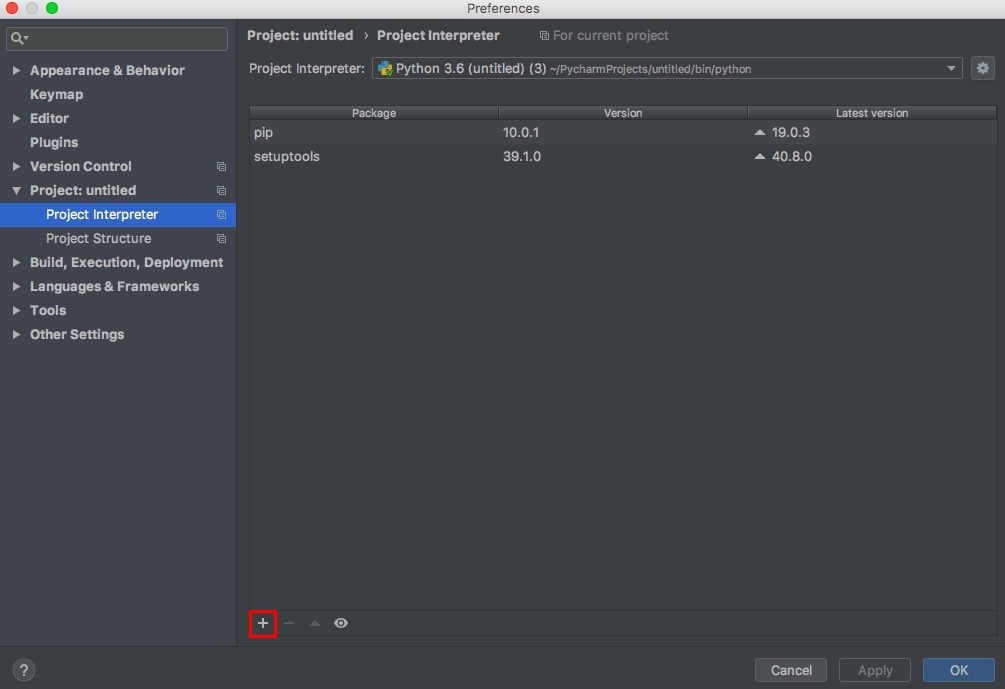 Preferences
Project: untitled › Project Interpreter For current project
Project Interpreter: Python 3.6 (untitled) (3) ~/PycharmProjects/untitled/bin/python
Appearance & Behavior
Keymap
Editor
Plugins
Version Control
Project: untitled
Project Interpreter
Project Structure
Build, Execution, Deployment
Languages & Frameworks
Tools
Other Settings
Package Version Latest version
pip 10.0.1 19.0.3
setuptools 39.1.0 40.8.0
? Cancel Apply OK